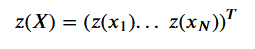 z(X) = (z(x₁)... z(x_N))ᵀ